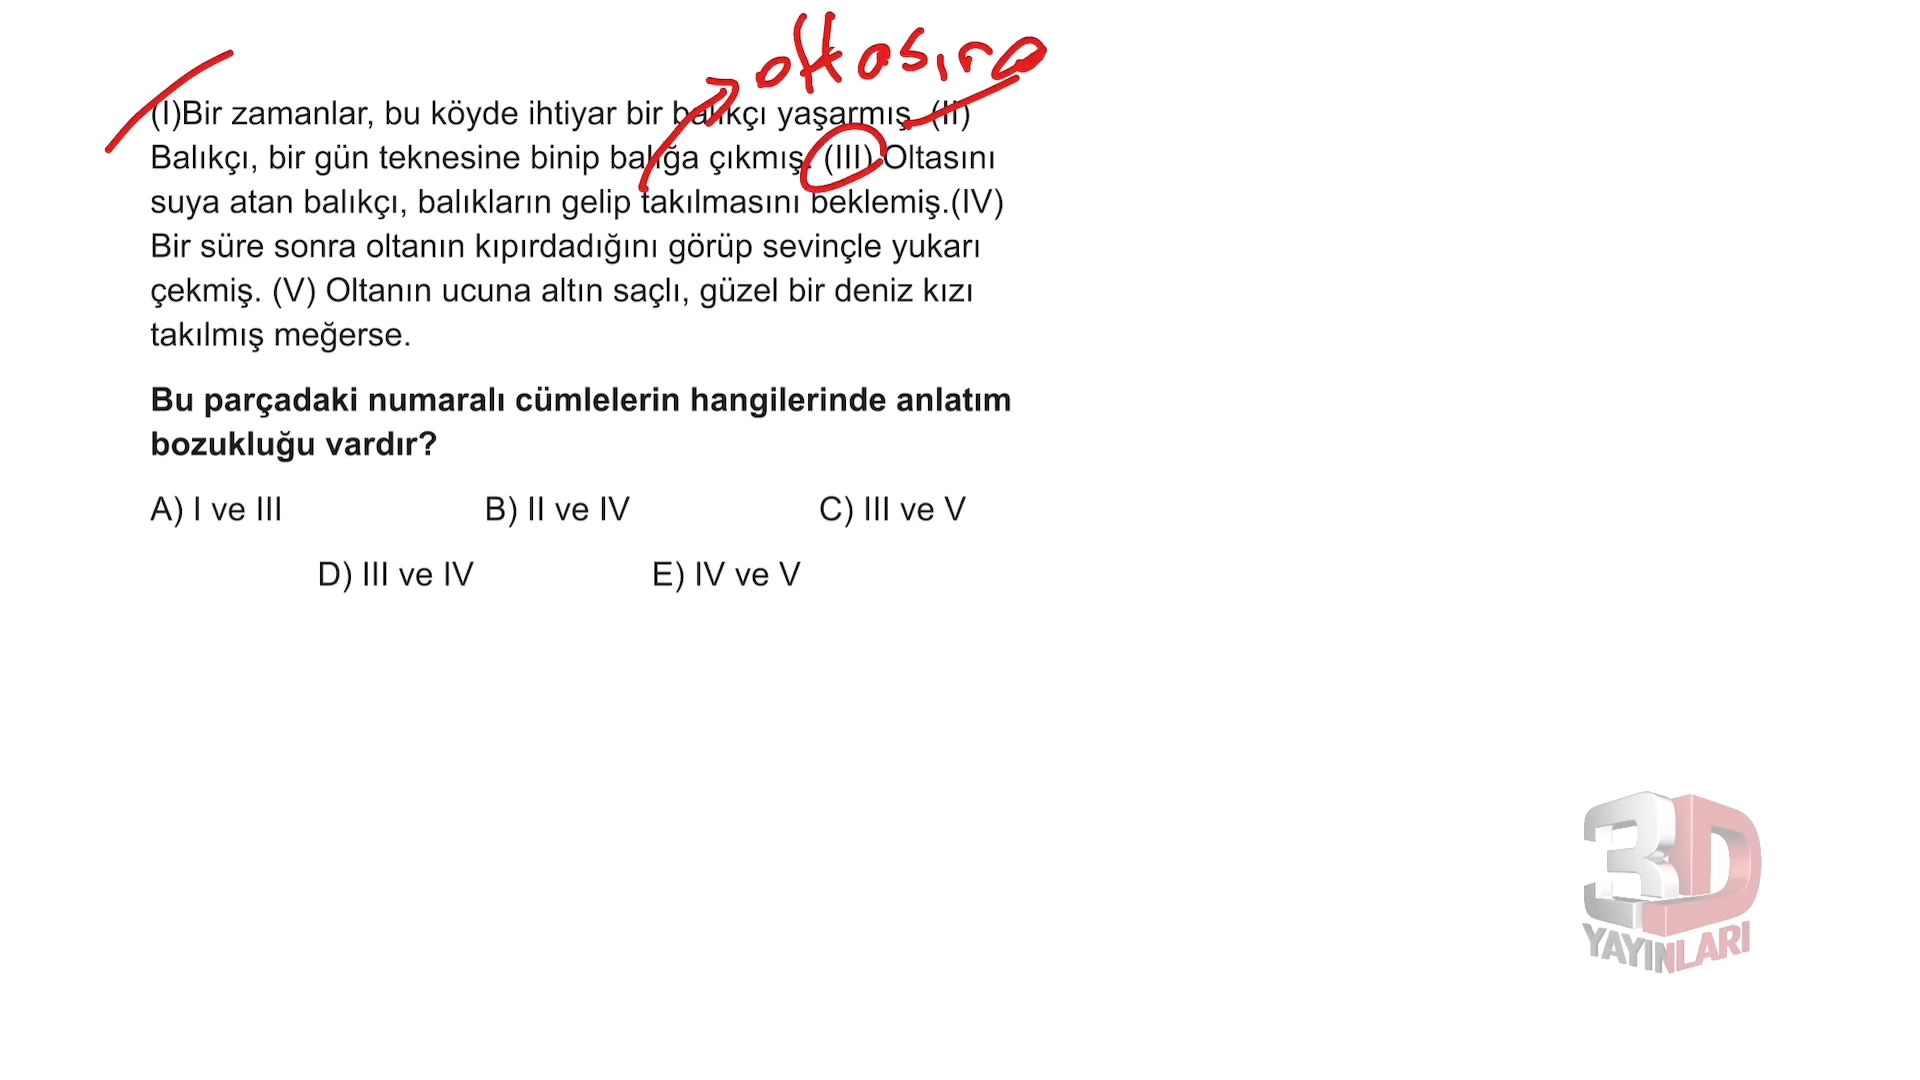 oltasına
(I)Bir zamanlar, bu köyde ihtiyar bir balıkçı yaşarmış. (II)
Balıkçı, bir gün teknesine binip balığa çıkmış. (III) Oltasını
suya atan balıkçı, balıkların gelip takılmasını beklemiş.(IV)
Bir süre sonra oltanın kıpırdadığını görüp sevinçle yukarı
çekmiş. (V) Oltanın ucuna altın saçlı, güzel bir deniz kızı
takılmış meğerse.
Bu parçadaki numaralı cümlelerin hangilerinde anlatım
bozukluğu vardır?
A) I ve III B) II ve IV C) III ve V
D) III ve IV E) IV ve V
3D
YAYINLARI